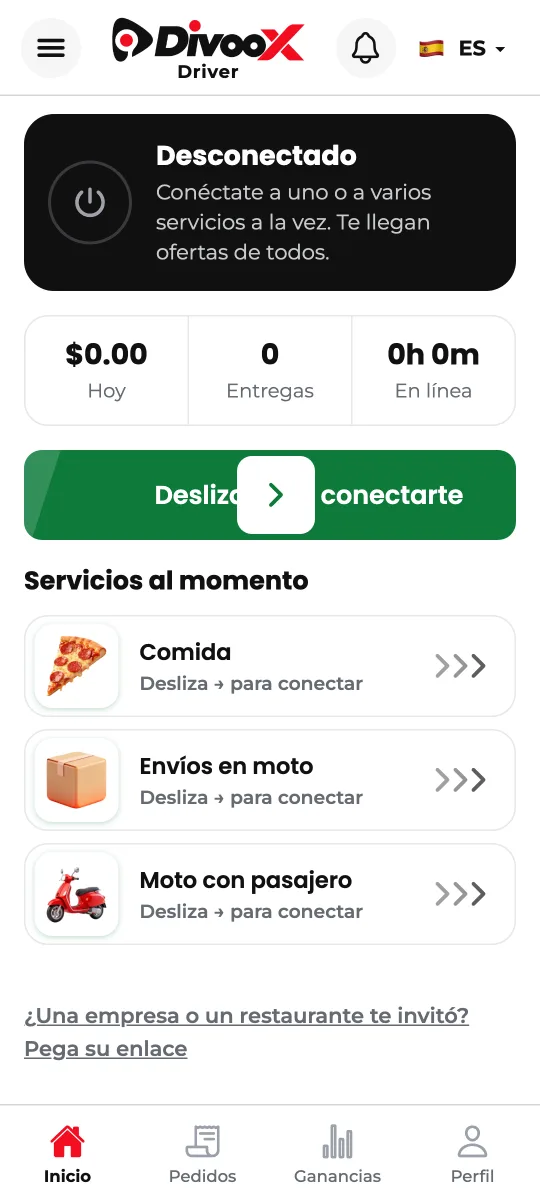 DivooX
Driver
ES
Desconectado
Conéctate a uno o a varios
servicios a la vez. Te llegan
ofertas de todos.
$0.00
Hoy
0
Entregas
0h 0m
En línea
conectarte
Servicios al momento
Comida
Desliza → para conectar
Envíos en moto
Desliza → para conectar
Moto con pasajero
Desliza → para conectar
¿Una empresa o un restaurante te invitó?
Pega su enlace
Inicio
Pedidos
Ganancias
Perfil